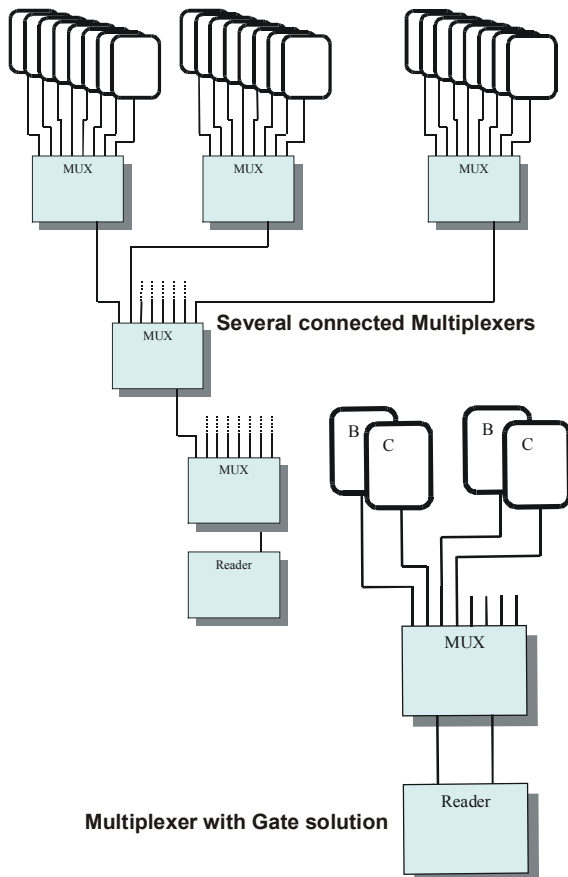 MUX
MUX
MUX
Several connected Multiplexers
MUX
MUX
Reader
B
C
B
C
MUX
Reader
Multiplexer with Gate solution